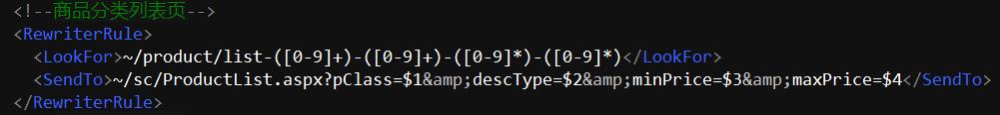 <!--商品分类列表页-->
<RewriterRule>
<LookFor>~/product/list-([0-9]+)-([0-9]+)-([0-9]*)-([0-9]*)</LookFor>
<SendTo>~/sc/ProductList.aspx?pClass=$1&amp;descType=$2&amp;minPrice=$3&amp;maxPrice=$4</SendTo>
</RewriterRule>